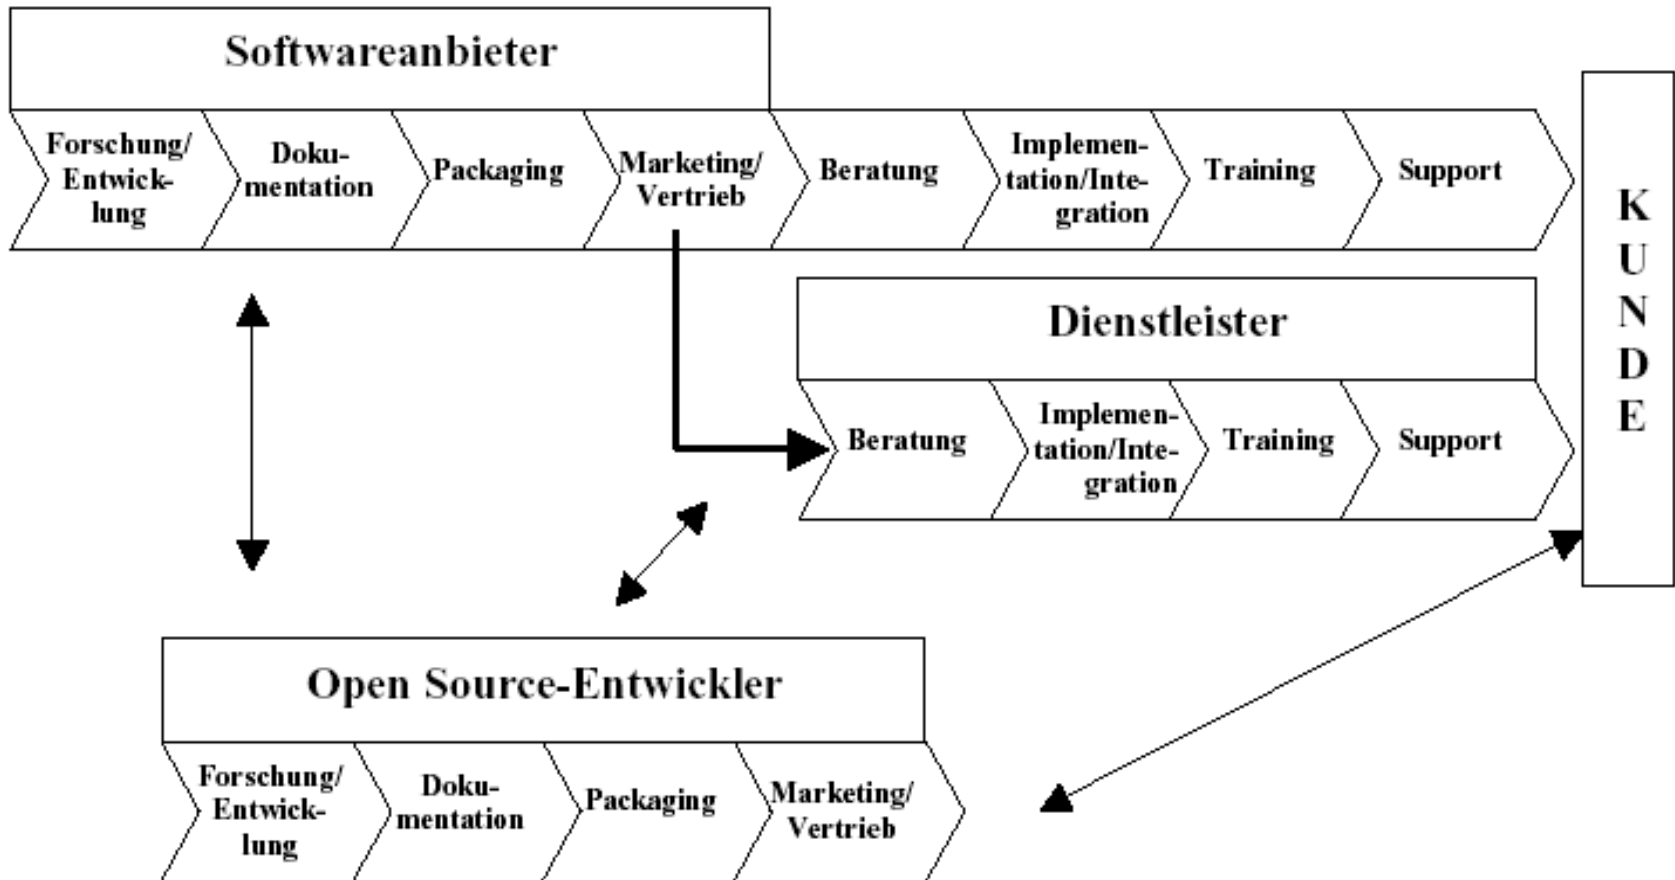 Softwareanbieter
Forschung/
Entwick-
lung
Doku-
mentation
Packaging
Marketing/
Vertrieb
Beratung
Implemen-
tation/Inte-
gration
Training
Support
K
U
N
D
E
Dienstleister
Beratung
Implemen-
tation/Inte-
gration
Training
Support
Open Source-Entwickler
Forschung/
Entwick-
lung
Doku-
mentation
Packaging
Marketing/
Vertrieb